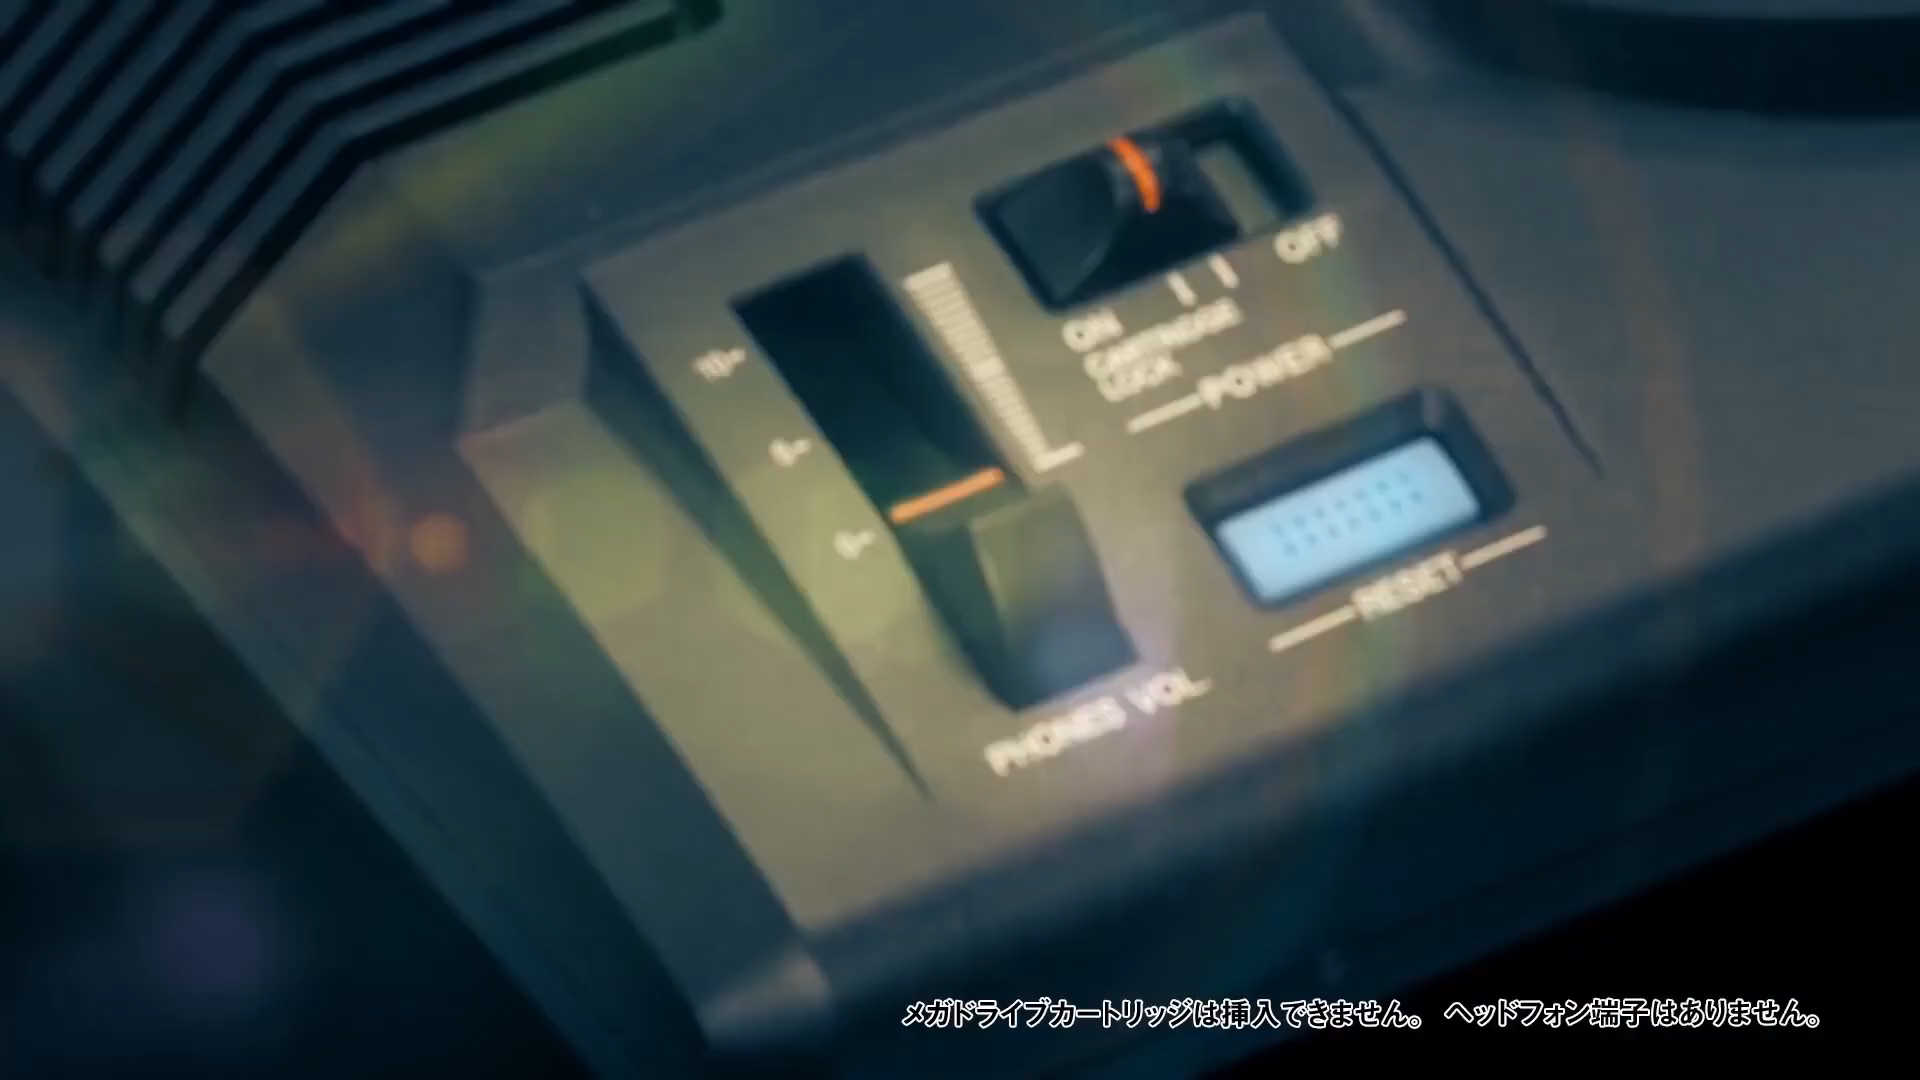 OFF
ON
CARTRIDGE
LOCK
POWER
10
5
0
RESET
PHONES VOL.
メガドライブカートリッジは挿入できません。 ヘッドフォン端子はありません。